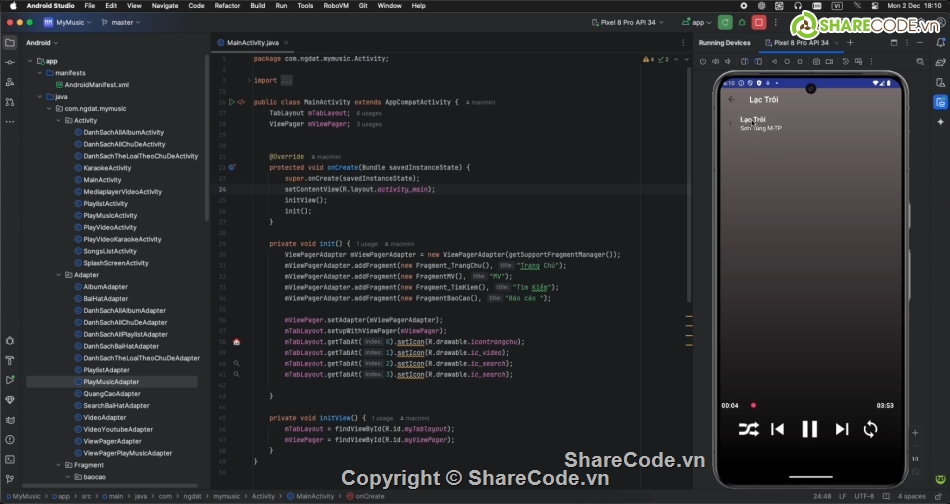 Android Studio File Edit View Navigate Code Refactor Build Run Tools RoboVM Git Window Help
VI
Mon 2 Dec 18:10
MyMusic
master
Pixel 8 Pro API 34
app
SHARECODE.vn
Android
MainActivity.java
Running Devices
Pixel 8 Pro API 34
app
manifests
AndroidManifest.xml
java
com.ngdat.mymusic
Activity
DanhSachAllAlbumActivity
DanhSachAllChuDeActivity
DanhSachTheLoaiTheoChuDeActivity
KaraokeActivity
MainActivity
MediaplayerVideoActivity
PlaylistActivity
PlayMusicActivity
PlayVideoActivity
PlayVideoKaraokeActivity
SongsListActivity
SplashScreenActivity
Adapter
AlbumAdapter
BaiHatAdapter
DanhSachAllAlbumAdapter
DanhSachAllChuDeAdapter
DanhSachAllPlaylistAdapter
DanhSachBaiHatAdapter
DanhSachTheLoaiTheoChuDeAdapter
PlaylistAdapter
PlayMusicAdapter
QuangCaoAdapter
SearchBaiHatAdapter
VideoAdapter
VideoYoutubeAdapter
ViewPagerAdapter
ViewPagerPlayMusicAdapter
Fragment
baocao
package com.ngdat.mymusic.Activity;
4 2
import ...
public class MainActivity extends AppCompatActivity { macmini
TabLayout mTabLayout; 6 usages
ViewPager mViewPager; 3 usages
@Override macmini
protected void onCreate(Bundle savedInstanceState) {
super.onCreate(savedInstanceState);
24 setContentView(R.layout.activity_main);
initView();
init();
}
private void init() { 1 usage macmini
ViewPagerAdapter mViewPagerAdapter = new ViewPagerAdapter(getSupportFragmentManager());
mViewPagerAdapter.addFragment(new Fragment_TrangChu(), title: "Trang Chủ");
mViewPagerAdapter.addFragment(new FragmentMV(), title: "MV");
mViewPagerAdapter.addFragment(new Fragment_TimKiem(), title: "Tìm Kiếm");
mViewPagerAdapter.addFragment(new FragmentBaoCao(), title: "Báo cáo ");
mViewPager.setAdapter(mViewPagerAdapter);
mTabLayout.setupWithViewPager(mViewPager);
mTabLayout.getTabAt( index: 0).setIcon(R.drawable.icontrangchu);
mTabLayout.getTabAt( index: 1).setIcon(R.drawable.ic_video);
mTabLayout.getTabAt( index: 2).setIcon(R.drawable.ic_search);
mTabLayout.getTabAt( index: 3).setIcon(R.drawable.ic_search);
}
private void initView() { 1 usage macmini
mTabLayout = findViewById(R.id.myTablayout);
mViewPager = findViewById(R.id.myViewPager);
}
}
Lạc Trôi
1 Lạc Trôi
Sơn Tùng M-TP
00:04 03:53
1:1
ShareCode.vn
Copyright © ShareCode.vn
MyMusic app src main java com ngdat mymusic Activity MainActivity onCreate
24:48 LF UTF-8 4 spaces